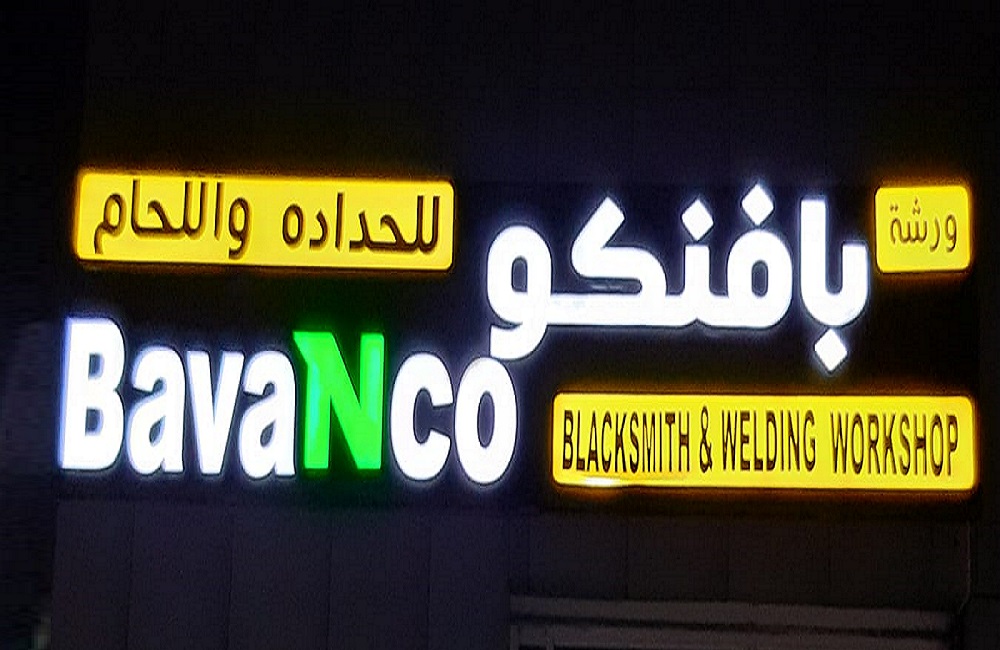 ورشة بافنكو للحداده واللحام
BavaNco
BLACKSMITH & WELDING WORKSHOP